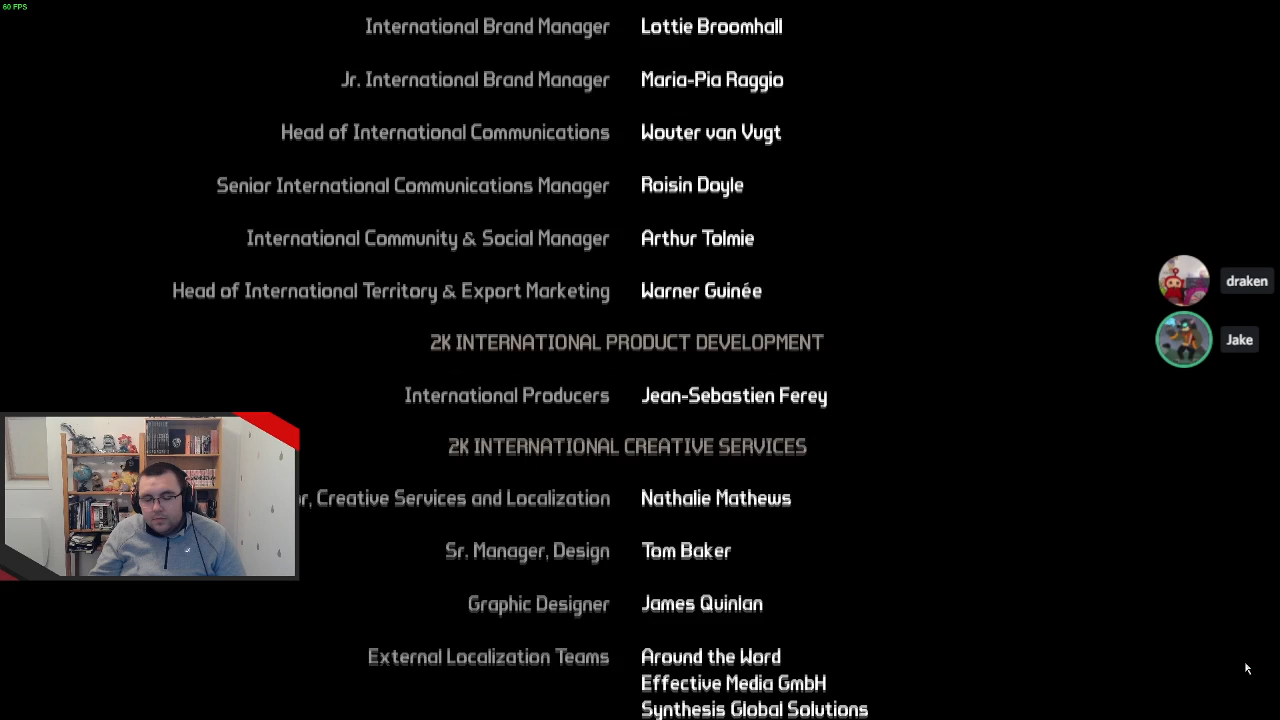 60 FPS
International Brand Manager Lottie Broomhall
Jr. International Brand Manager Maria-Pia Raggio
Head of International Communications Wouter van Vugt
Senior International Communications Manager Roisin Doyle
International Community & Social Manager Arthur Tolmie
Head of International Territory & Export Marketing Warner Guinée
draken
2K INTERNATIONAL PRODUCT DEVELOPMENT
Jake
International Producers Jean-Sebastien Ferey
2K INTERNATIONAL CREATIVE SERVICES
r, Creative Services and Localization Nathalie Mathews
Sr. Manager, Design Tom Baker
Graphic Designer James Quinlan
External Localization Teams Around the Word
Effective Media GmbH
Synthesis Global Solutions